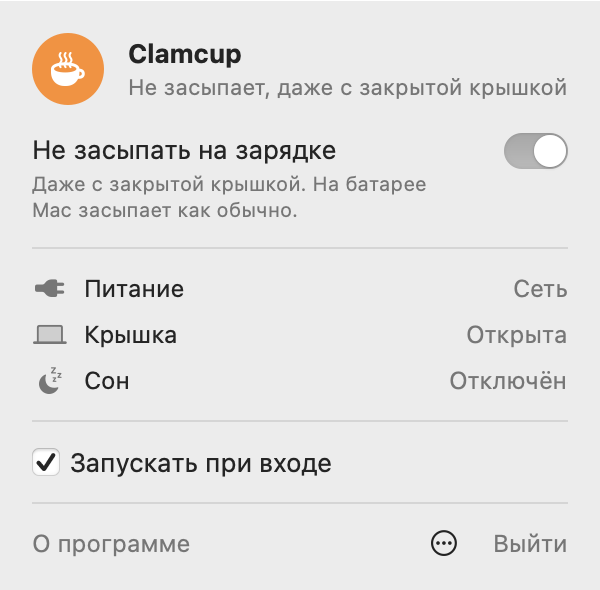 Clamcup
Не засыпает, даже с закрытой крышкой
Не засыпать на зарядке
Даже с закрытой крышкой. На батарее
Mac засыпает как обычно.
Питание Сеть
Крышка Открыта
Сон Отключён
Запускать при входе
О программе Выйти